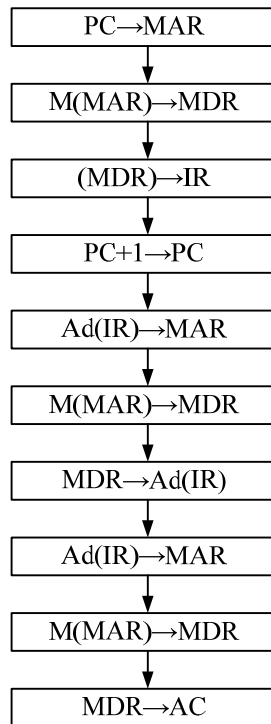 PC→MAR
M(MAR)→MDR
(MDR)→IR
PC+1→PC
Ad(IR)→MAR
M(MAR)→MDR
MDR→Ad(IR)
Ad(IR)→MAR
M(MAR)→MDR
MDR→AC